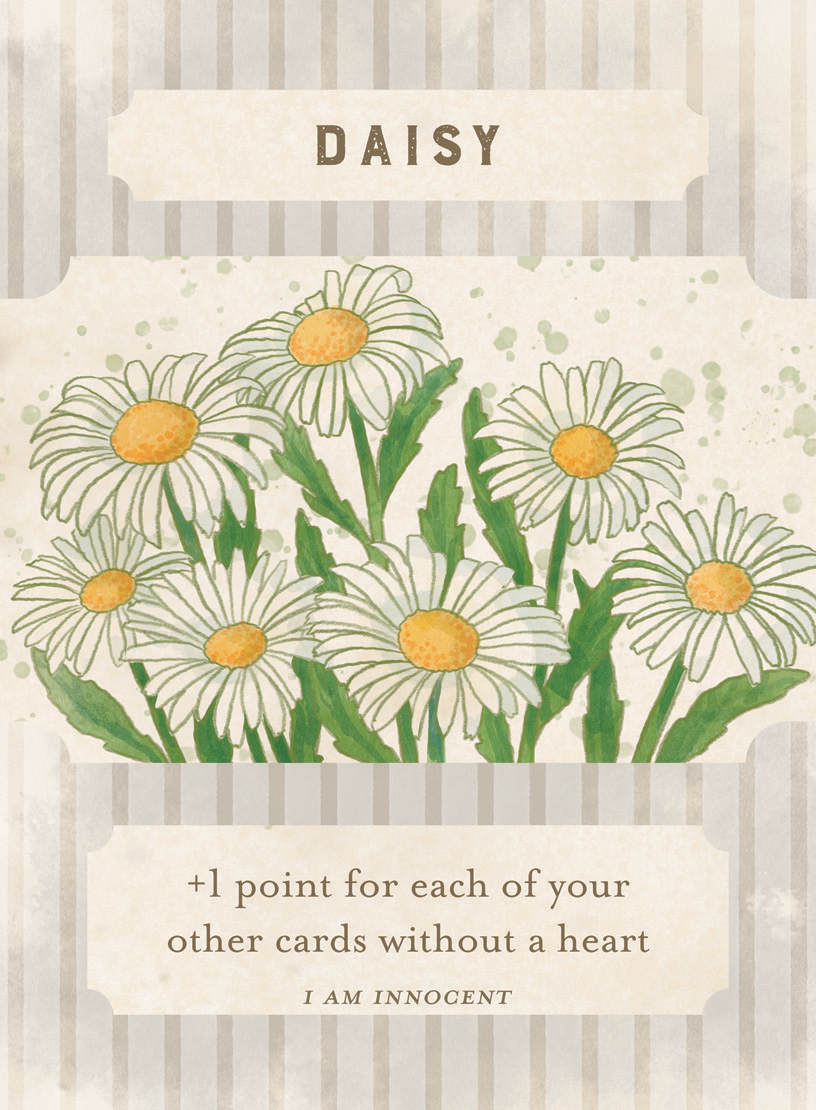 DAISY
+1 point for each of your
other cards without a heart
I AM INNOCENT